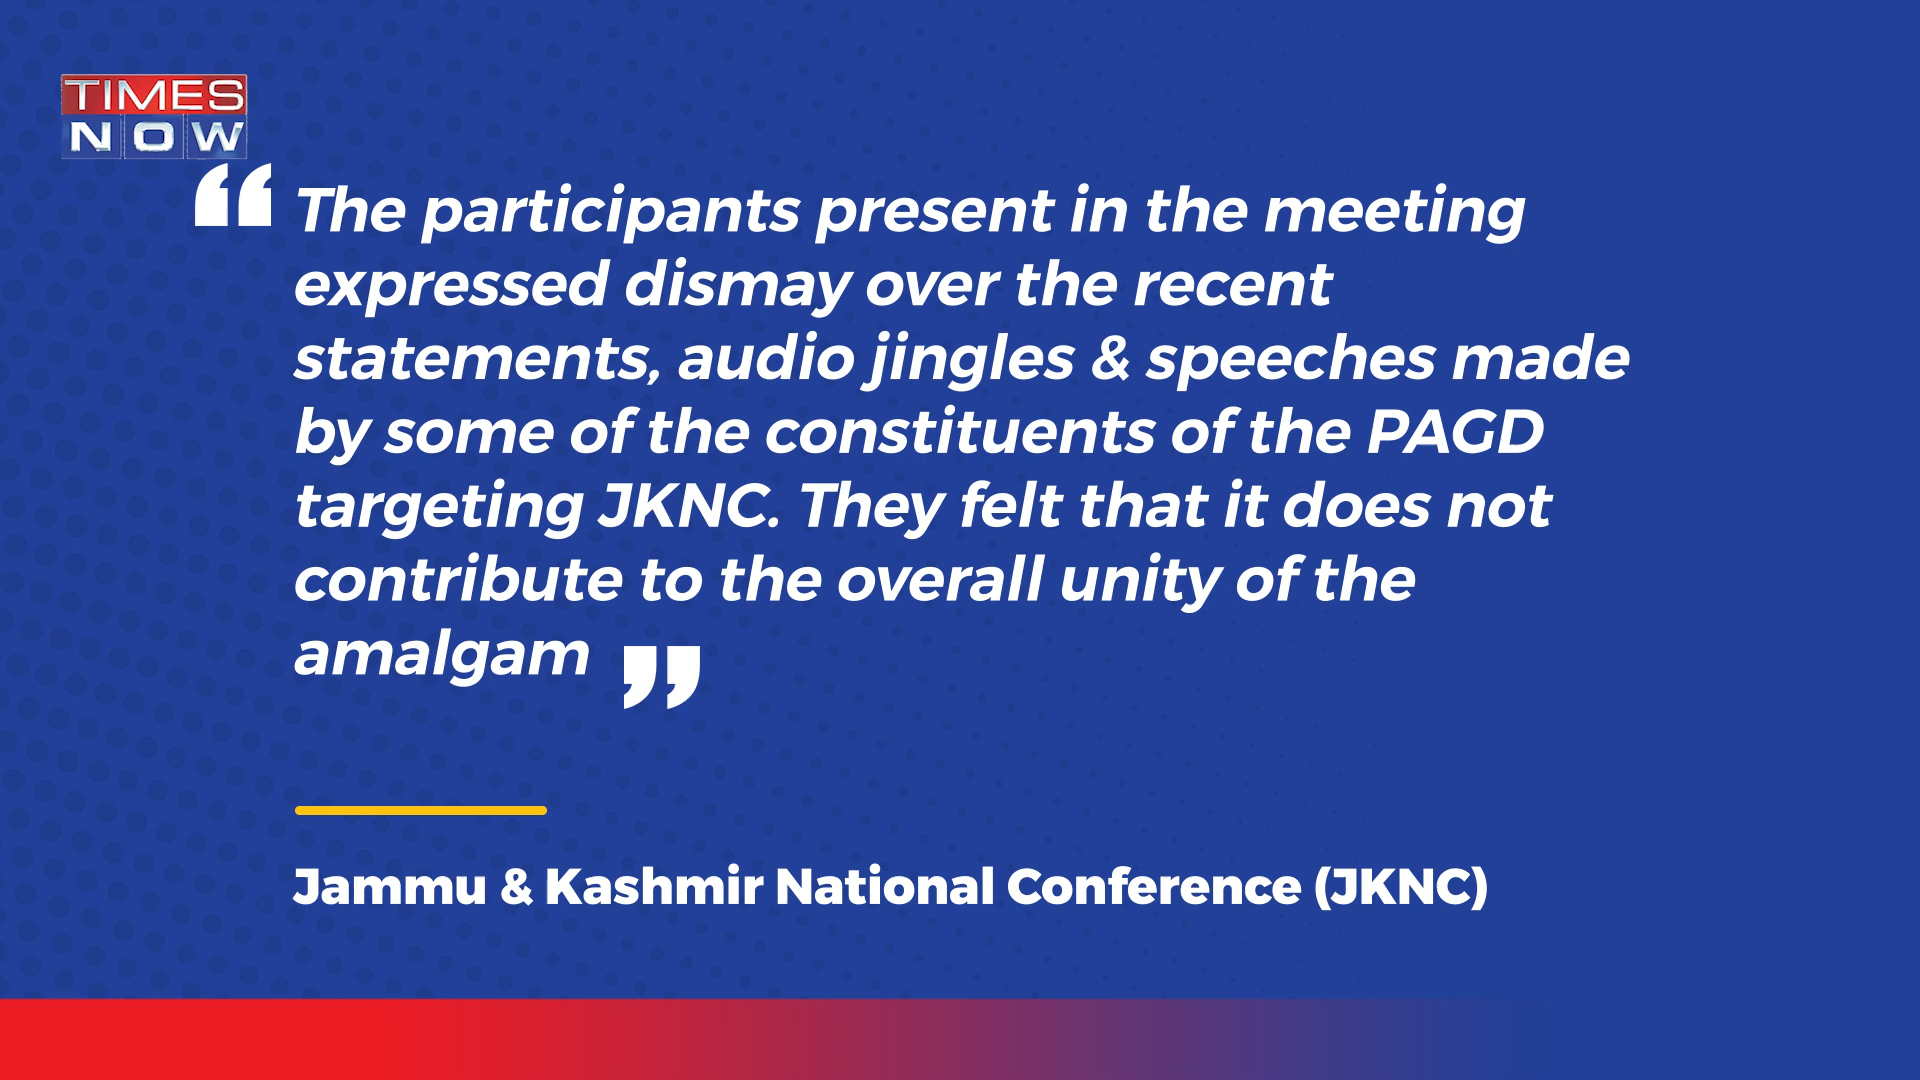 TIMES
NOW
“ The participants present in the meeting
expressed dismay over the recent
statements, audio jingles & speeches made
by some of the constituents of the PAGD
targeting JKNC. They felt that it does not
contribute to the overall unity of the
amalgam ”
Jammu & Kashmir National Conference (JKNC)